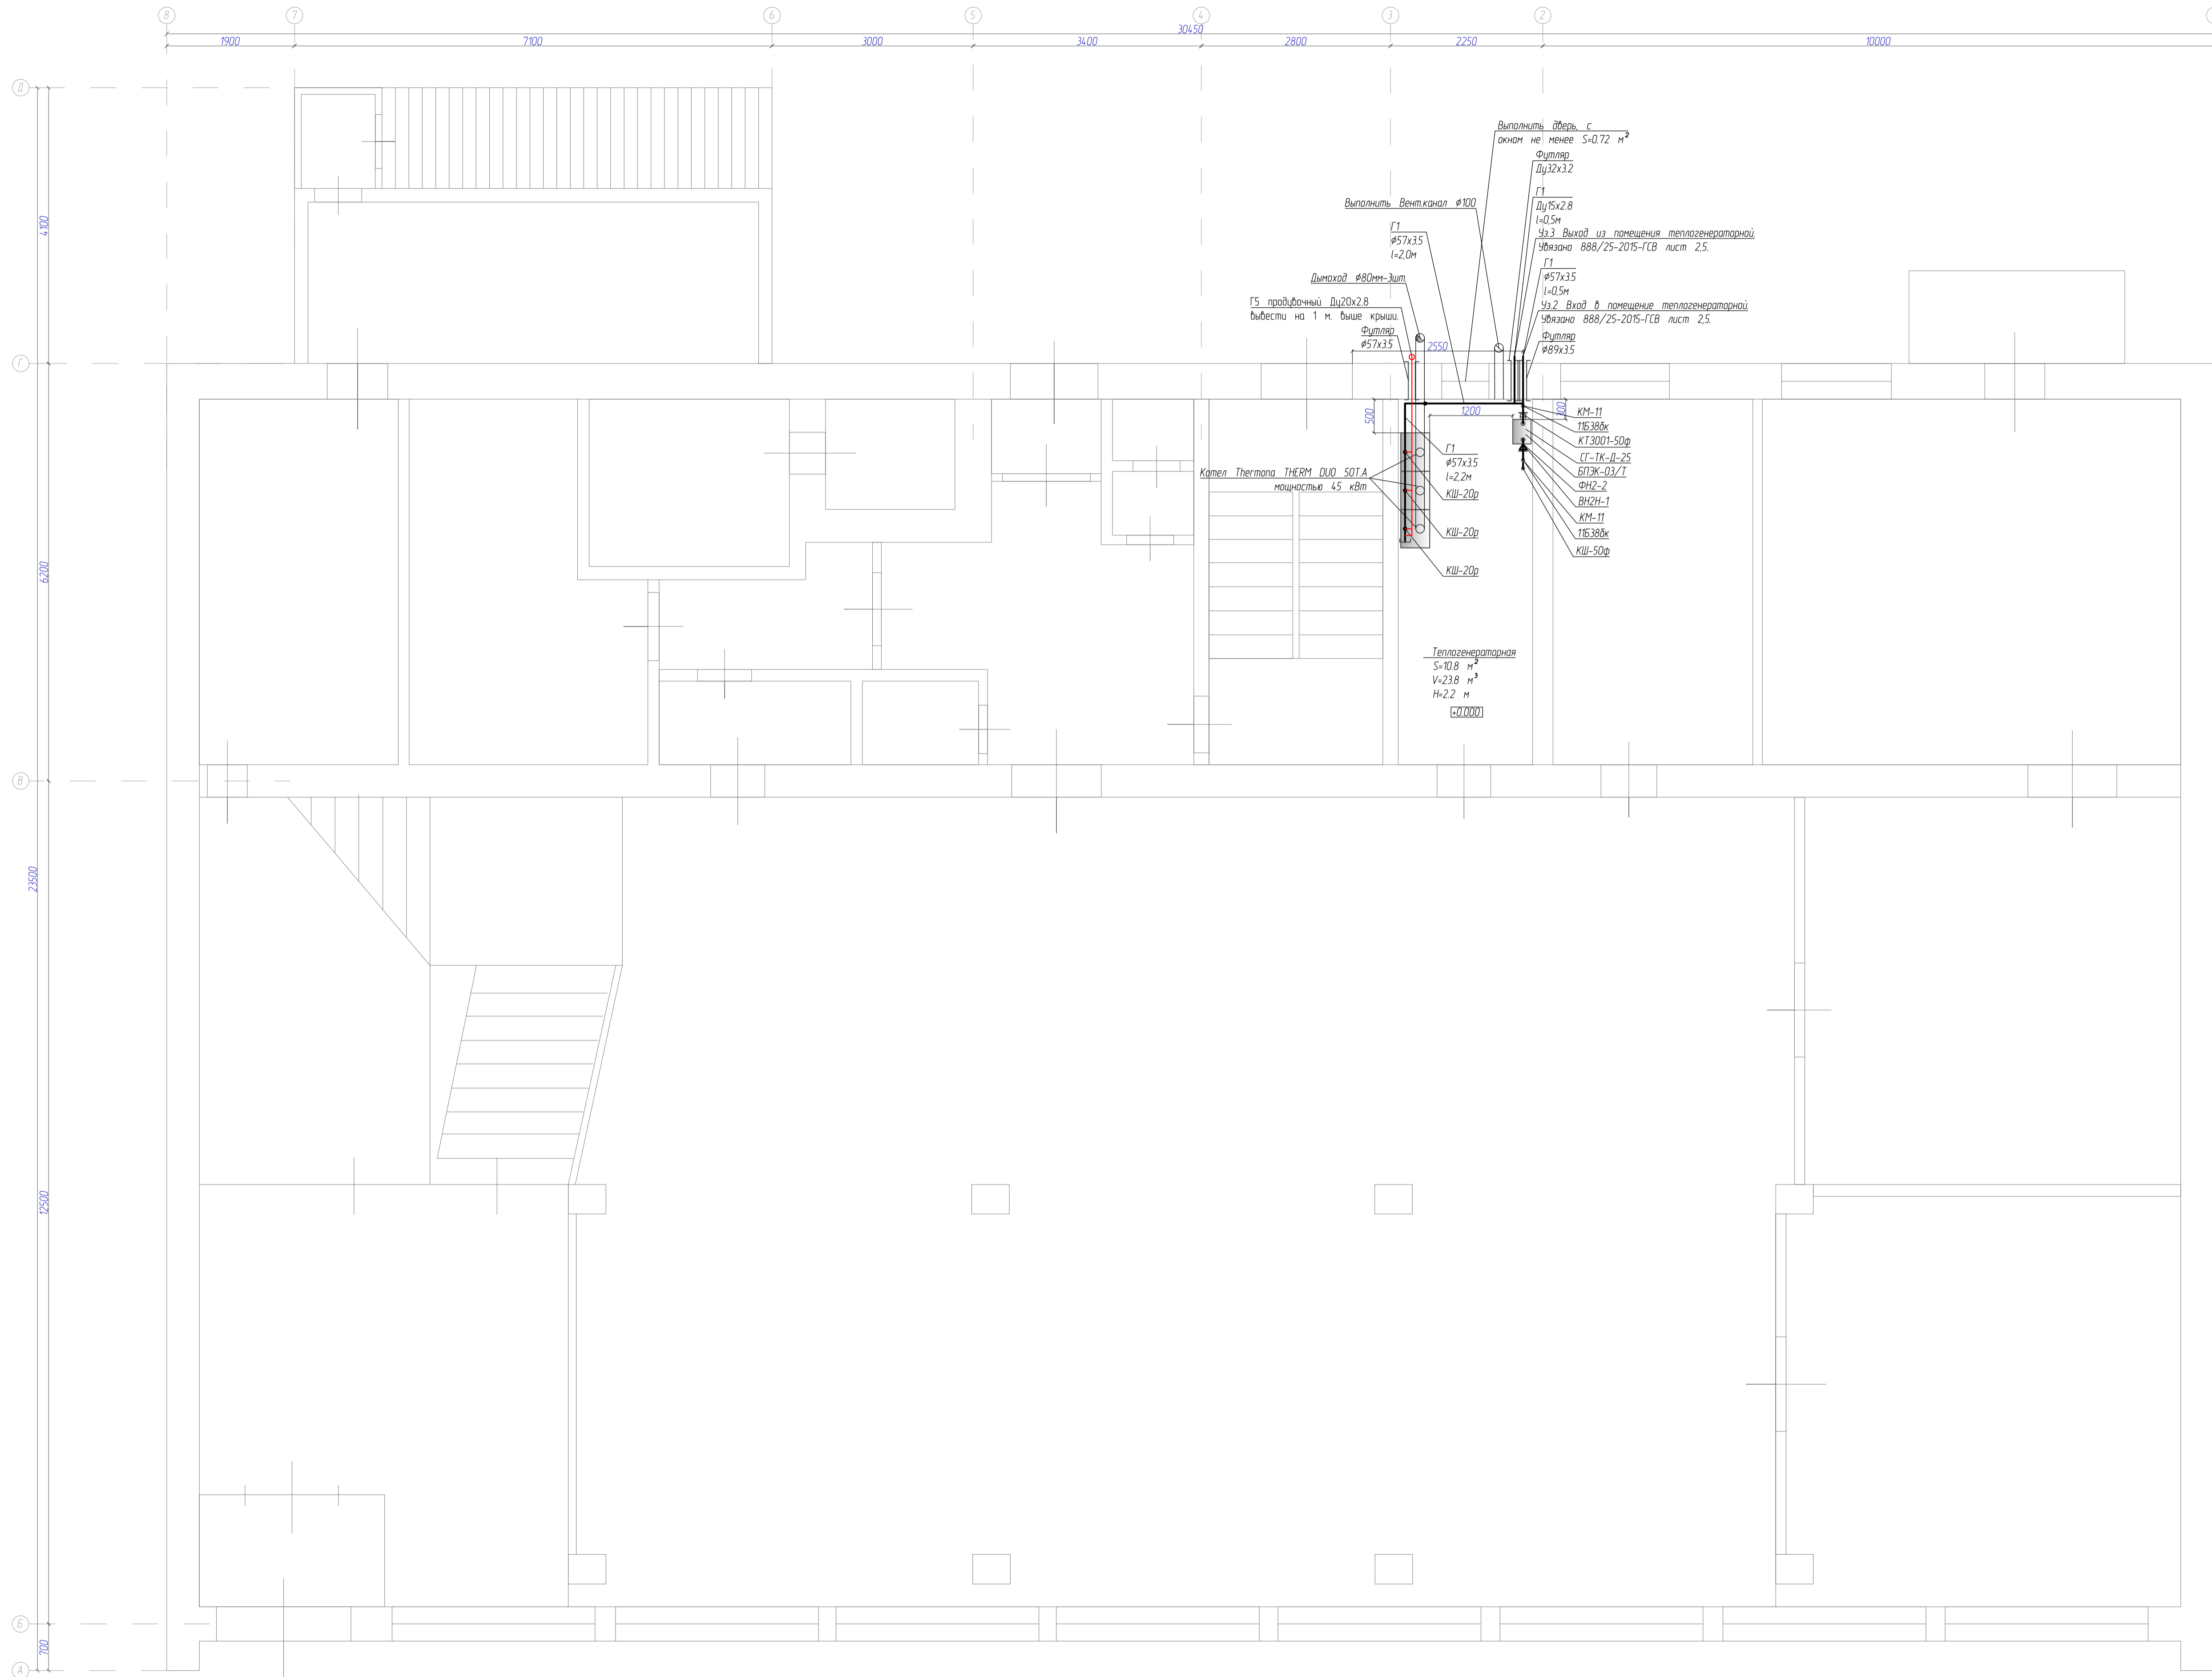 8
7
6
5
4
3
2
30450
1900
7100
3000
3400
2800
2250
10000
Д
Г
В
Б
А
4100
6200
23500
12500
700
Выполнить дверь, с
окном не менее S=0.72 м²
Футляр
Ду32х3.2
Г1
Ду15х2.8
l=0,5м
Выполнить Вент.канал ϕ100
Г1
ϕ57х3.5
l=2,0м
Уз.3 Выход из помещения теплогенераторной.
Увязано 888/25-2015-ГСВ лист 2,5.
Г1
ϕ57х3.5
l=0,5м
Дымоход ϕ80мм-3шт.
Г5 продувочный Ду20х2.8
вывести на 1 м. выше крыши.
Уз.2 Вход в помещение теплогенераторной.
Увязано 888/25-2015-ГСВ лист 2,5.
Футляр
ϕ57х3.5
Футляр
ϕ89х3.5
2550
500
1200
300
КМ-11
11Б38бк
КТЗ001-50ф
СГ-ТК-Д-25
БПЭК-03/Т
ФН2-2
ВН2Н-1
КМ-11
11Б38бк
КШ-50ф
Г1
ϕ57х3.5
l=2,2м
Котел Thermona THERM DUO 50T.A
мощностью 45 кВт
КШ-20р
КШ-20р
КШ-20р
Теплогенераторная
S=10.8 м²
V=23.8 м³
Н=2.2 м
+0.000